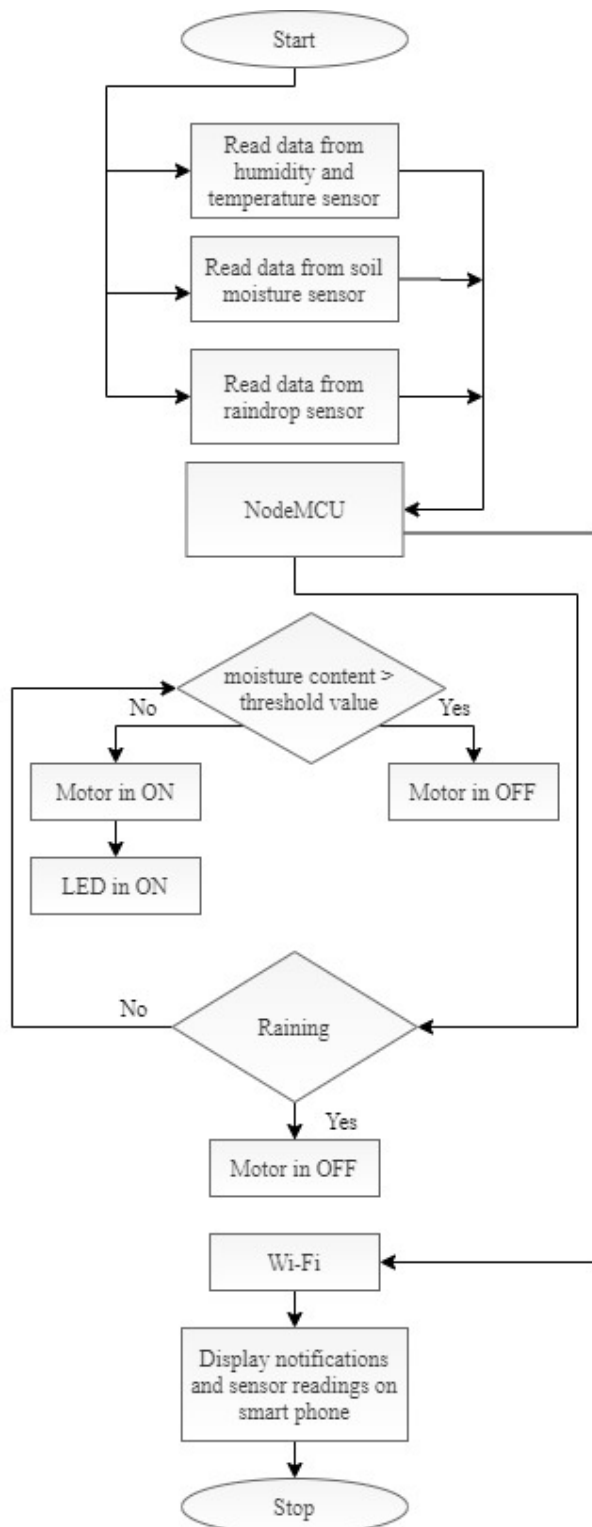 Start
Read data from
humidity and
temperature sensor
Read data from soil
moisture sensor
Read data from
raindrop sensor
NodeMCU
moisture content >
threshold value
No
Yes
Motor in ON
Motor in OFF
LED in ON
No
Raining
Yes
Motor in OFF
Wi-Fi
Display notifications
and sensor readings on
smart phone
Stop